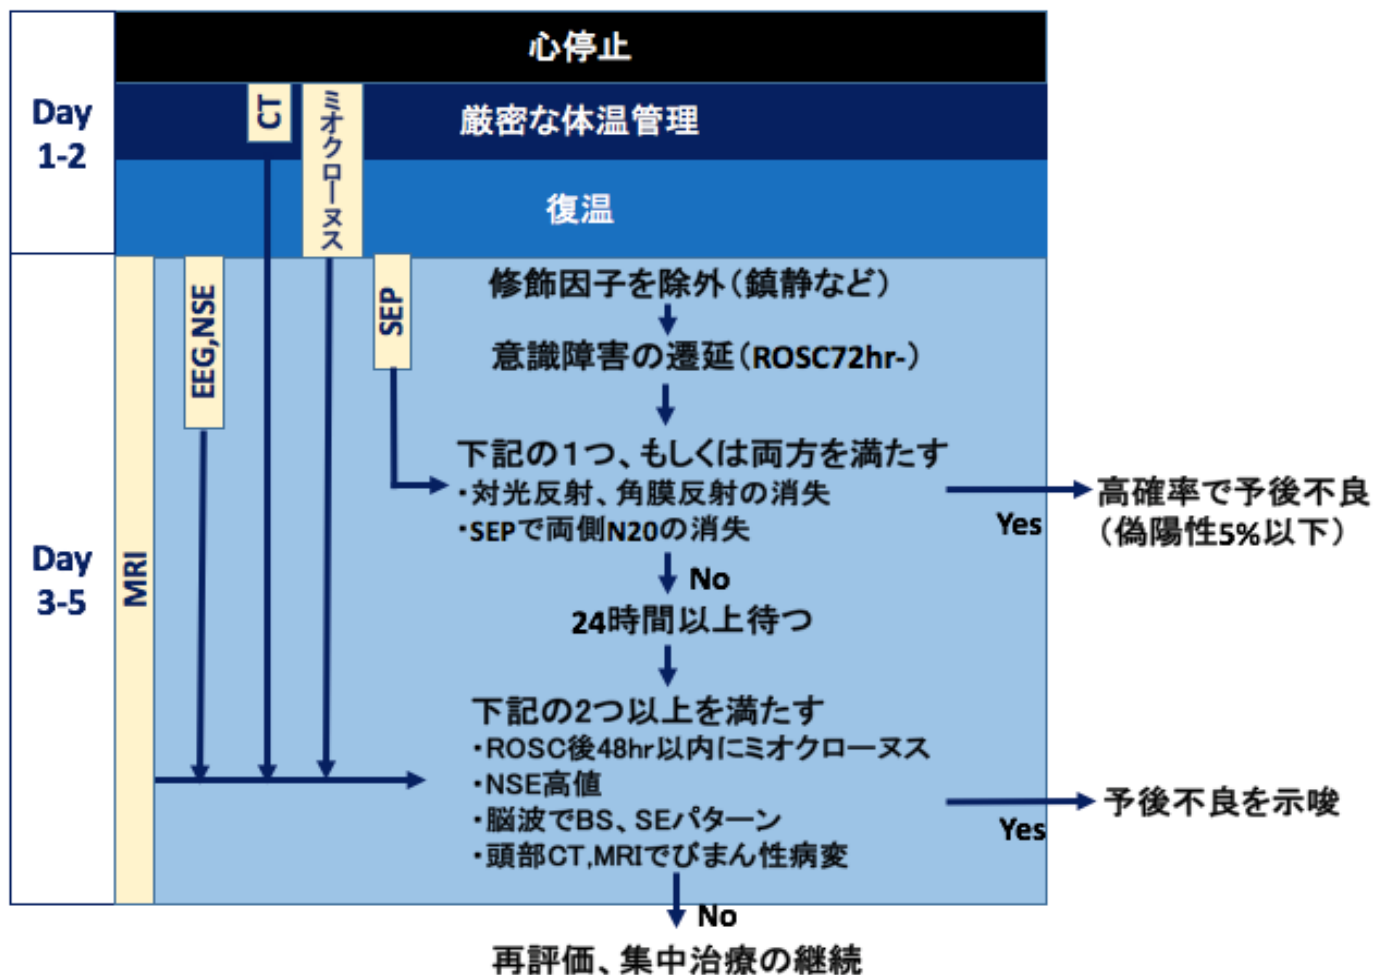 心停止
Day
1-2
CT
ミオクローヌス
厳密な体温管理
復温
Day
3-5
MRI
EEG,NSE
SEP
修飾因子を除外（鎮静など）
意識障害の遷延（ROSC72hr-）
下記の１つ、もしくは両方を満たす
・対光反射、角膜反射の消失
・SEPで両側N20の消失
Yes
高確率で予後不良
（偽陽性5%以下）
No
24時間以上待つ
下記の2つ以上を満たす
・ROSC後48hr以内にミオクローヌス
・NSE高値
・脳波でBS、SEパターン
・頭部CT,MRIでびまん性病変
Yes
予後不良を示唆
No
再評価、集中治療の継続